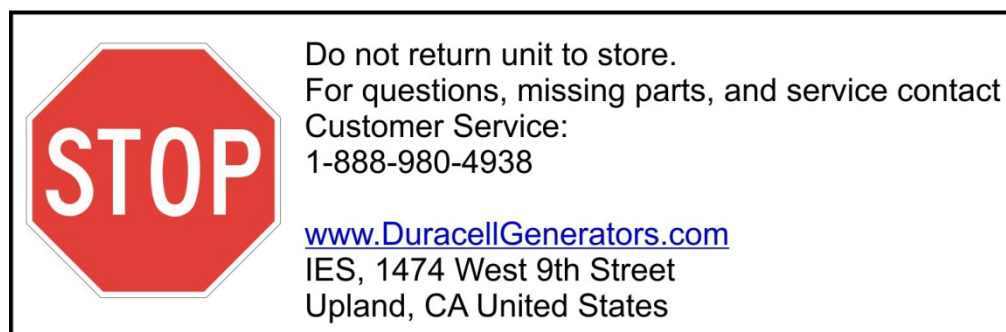 STOP
Do not return unit to store.
For questions, missing parts, and service contact
Customer Service:
1-888-980-4938
www.DuracellGenerators.com
IES, 1474 West 9th Street
Upland, CA United States